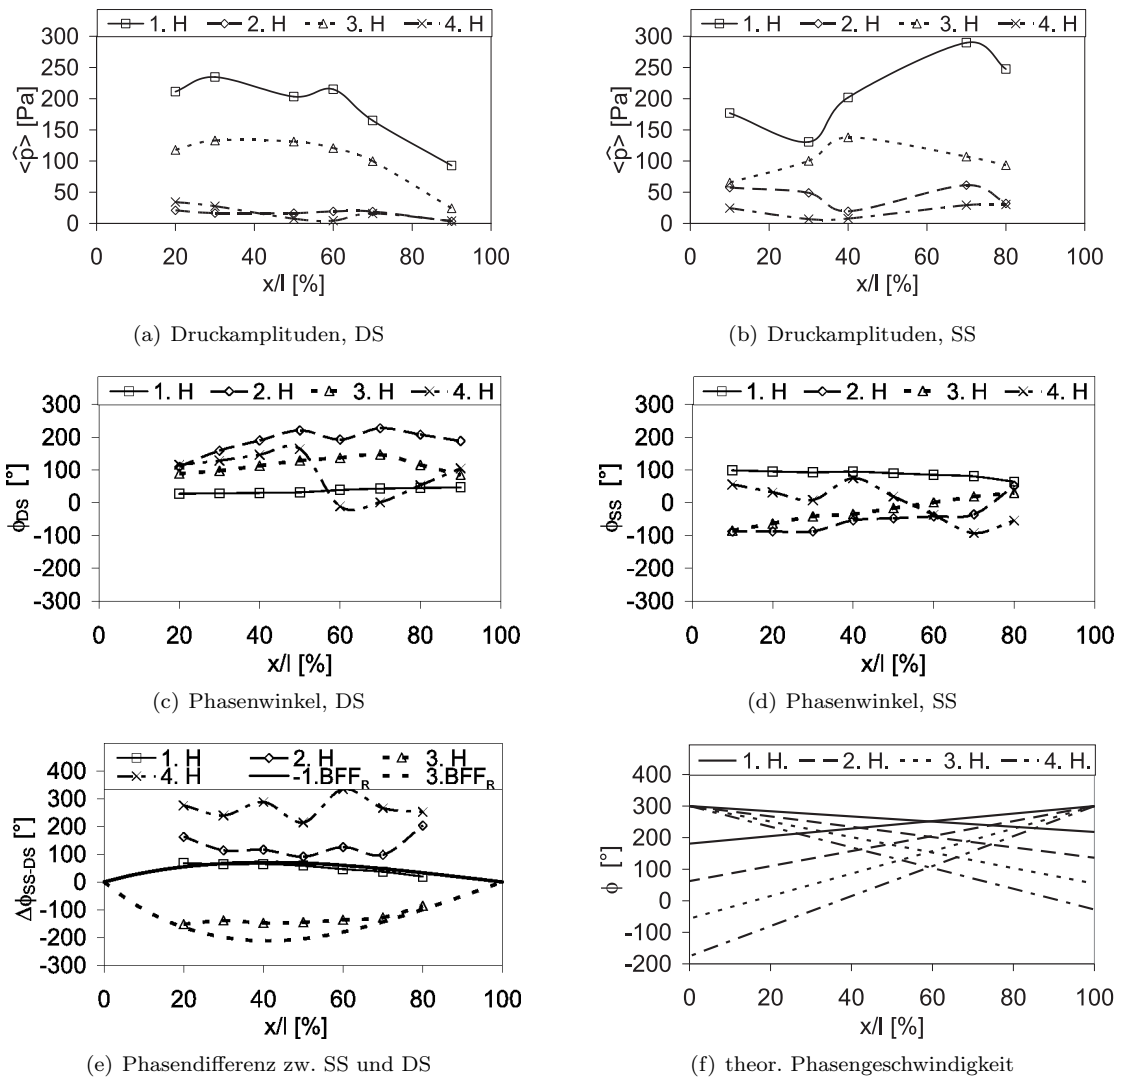 1. H 2. H 3. H 4. H
300
250
200
150
100
50
0
<p̂> [Pa]
0 20 40 60 80 100
x/l [%]
(a) Druckamplituden, DS
1. H 2. H 3. H 4. H
300
250
200
150
100
50
0
<p̂> [Pa]
0 20 40 60 80 100
x/l [%]
(b) Druckamplituden, SS
1. H 2. H 3. H 4. H
300
200
100
0
-100
-200
-300
ϕDS [°]
0 20 40 60 80 100
x/l [%]
(c) Phasenwinkel, DS
1. H 2. H 3. H 4. H
300
200
100
0
-100
-200
-300
ϕSS [°]
0 20 40 60 80 100
x/l [%]
(d) Phasenwinkel, SS
1. H 2. H 3. H
4. H -1.BFFR 3.BFFR
400
300
200
100
0
-100
-200
-300
ΔϕSS-DS [°]
0 20 40 60 80 100
x/l [%]
(e) Phasendifferenz zw. SS und DS
1. H. 2. H. 3. H. 4. H.
400
300
200
100
0
-100
-200
ϕ [°]
0 20 40 60 80 100
x/l [%]
(f) theor. Phasengeschwindigkeit